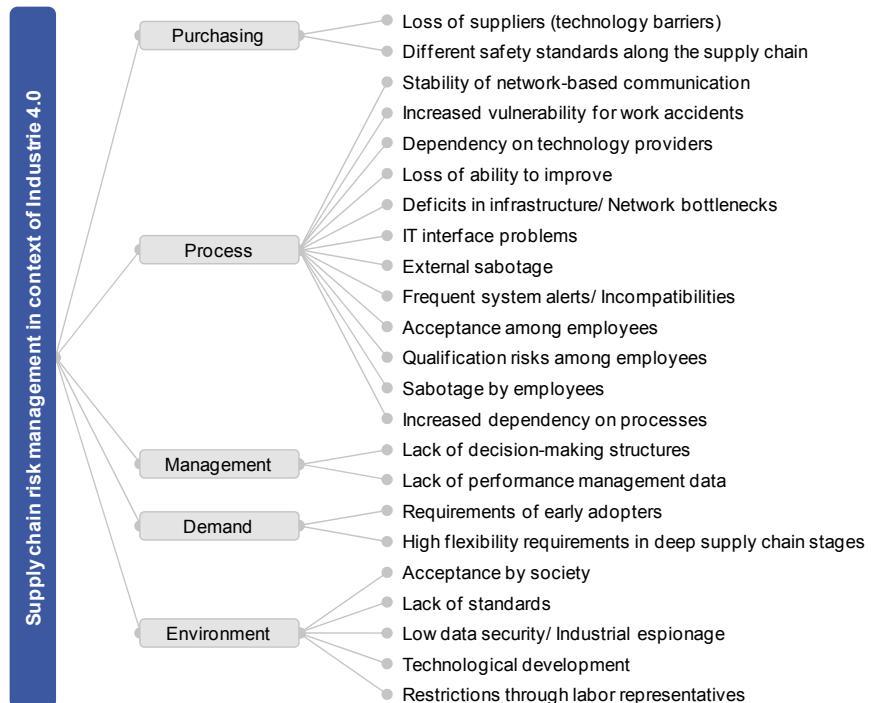 Supply chain risk management in context of Industrie 4.0
Purchasing
Loss of suppliers (technology barriers)
Different safety standards along the supply chain
Process
Stability of network-based communication
Increased vulnerability for work accidents
Dependency on technology providers
Loss of ability to improve
Deficits in infrastructure/ Network bottlenecks
IT interface problems
External sabotage
Frequent system alerts/ Incompatibilities
Acceptance among employees
Qualification risks among employees
Sabotage by employees
Increased dependency on processes
Management
Lack of decision-making structures
Lack of performance management data
Demand
Requirements of early adopters
High flexibility requirements in deep supply chain stages
Environment
Acceptance by society
Lack of standards
Low data security/ Industrial espionage
Technological development
Restrictions through labor representatives